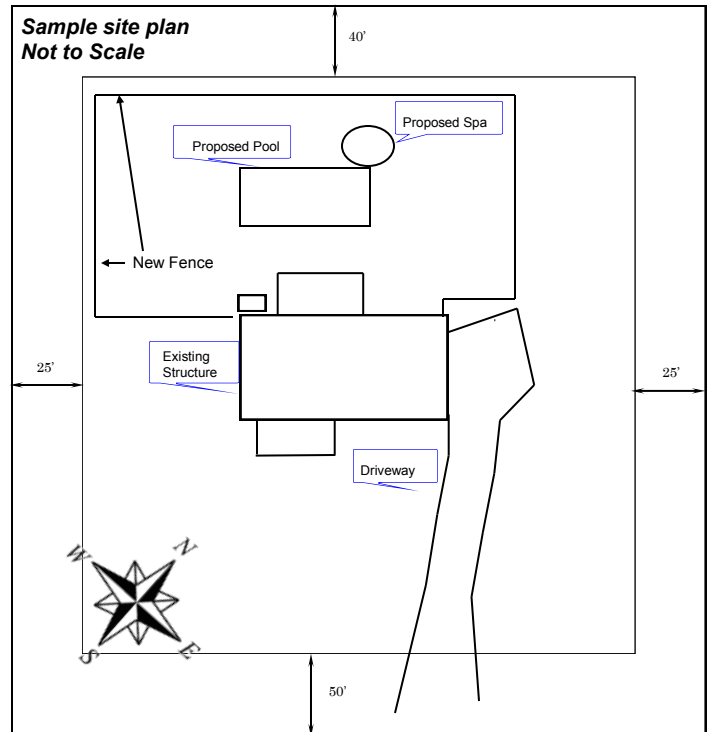 Sample site plan
Not to Scale
40’
Proposed Spa
Proposed Pool
New Fence
Existing
Structure
25’
25’
Driveway
W
N
S
E
50’